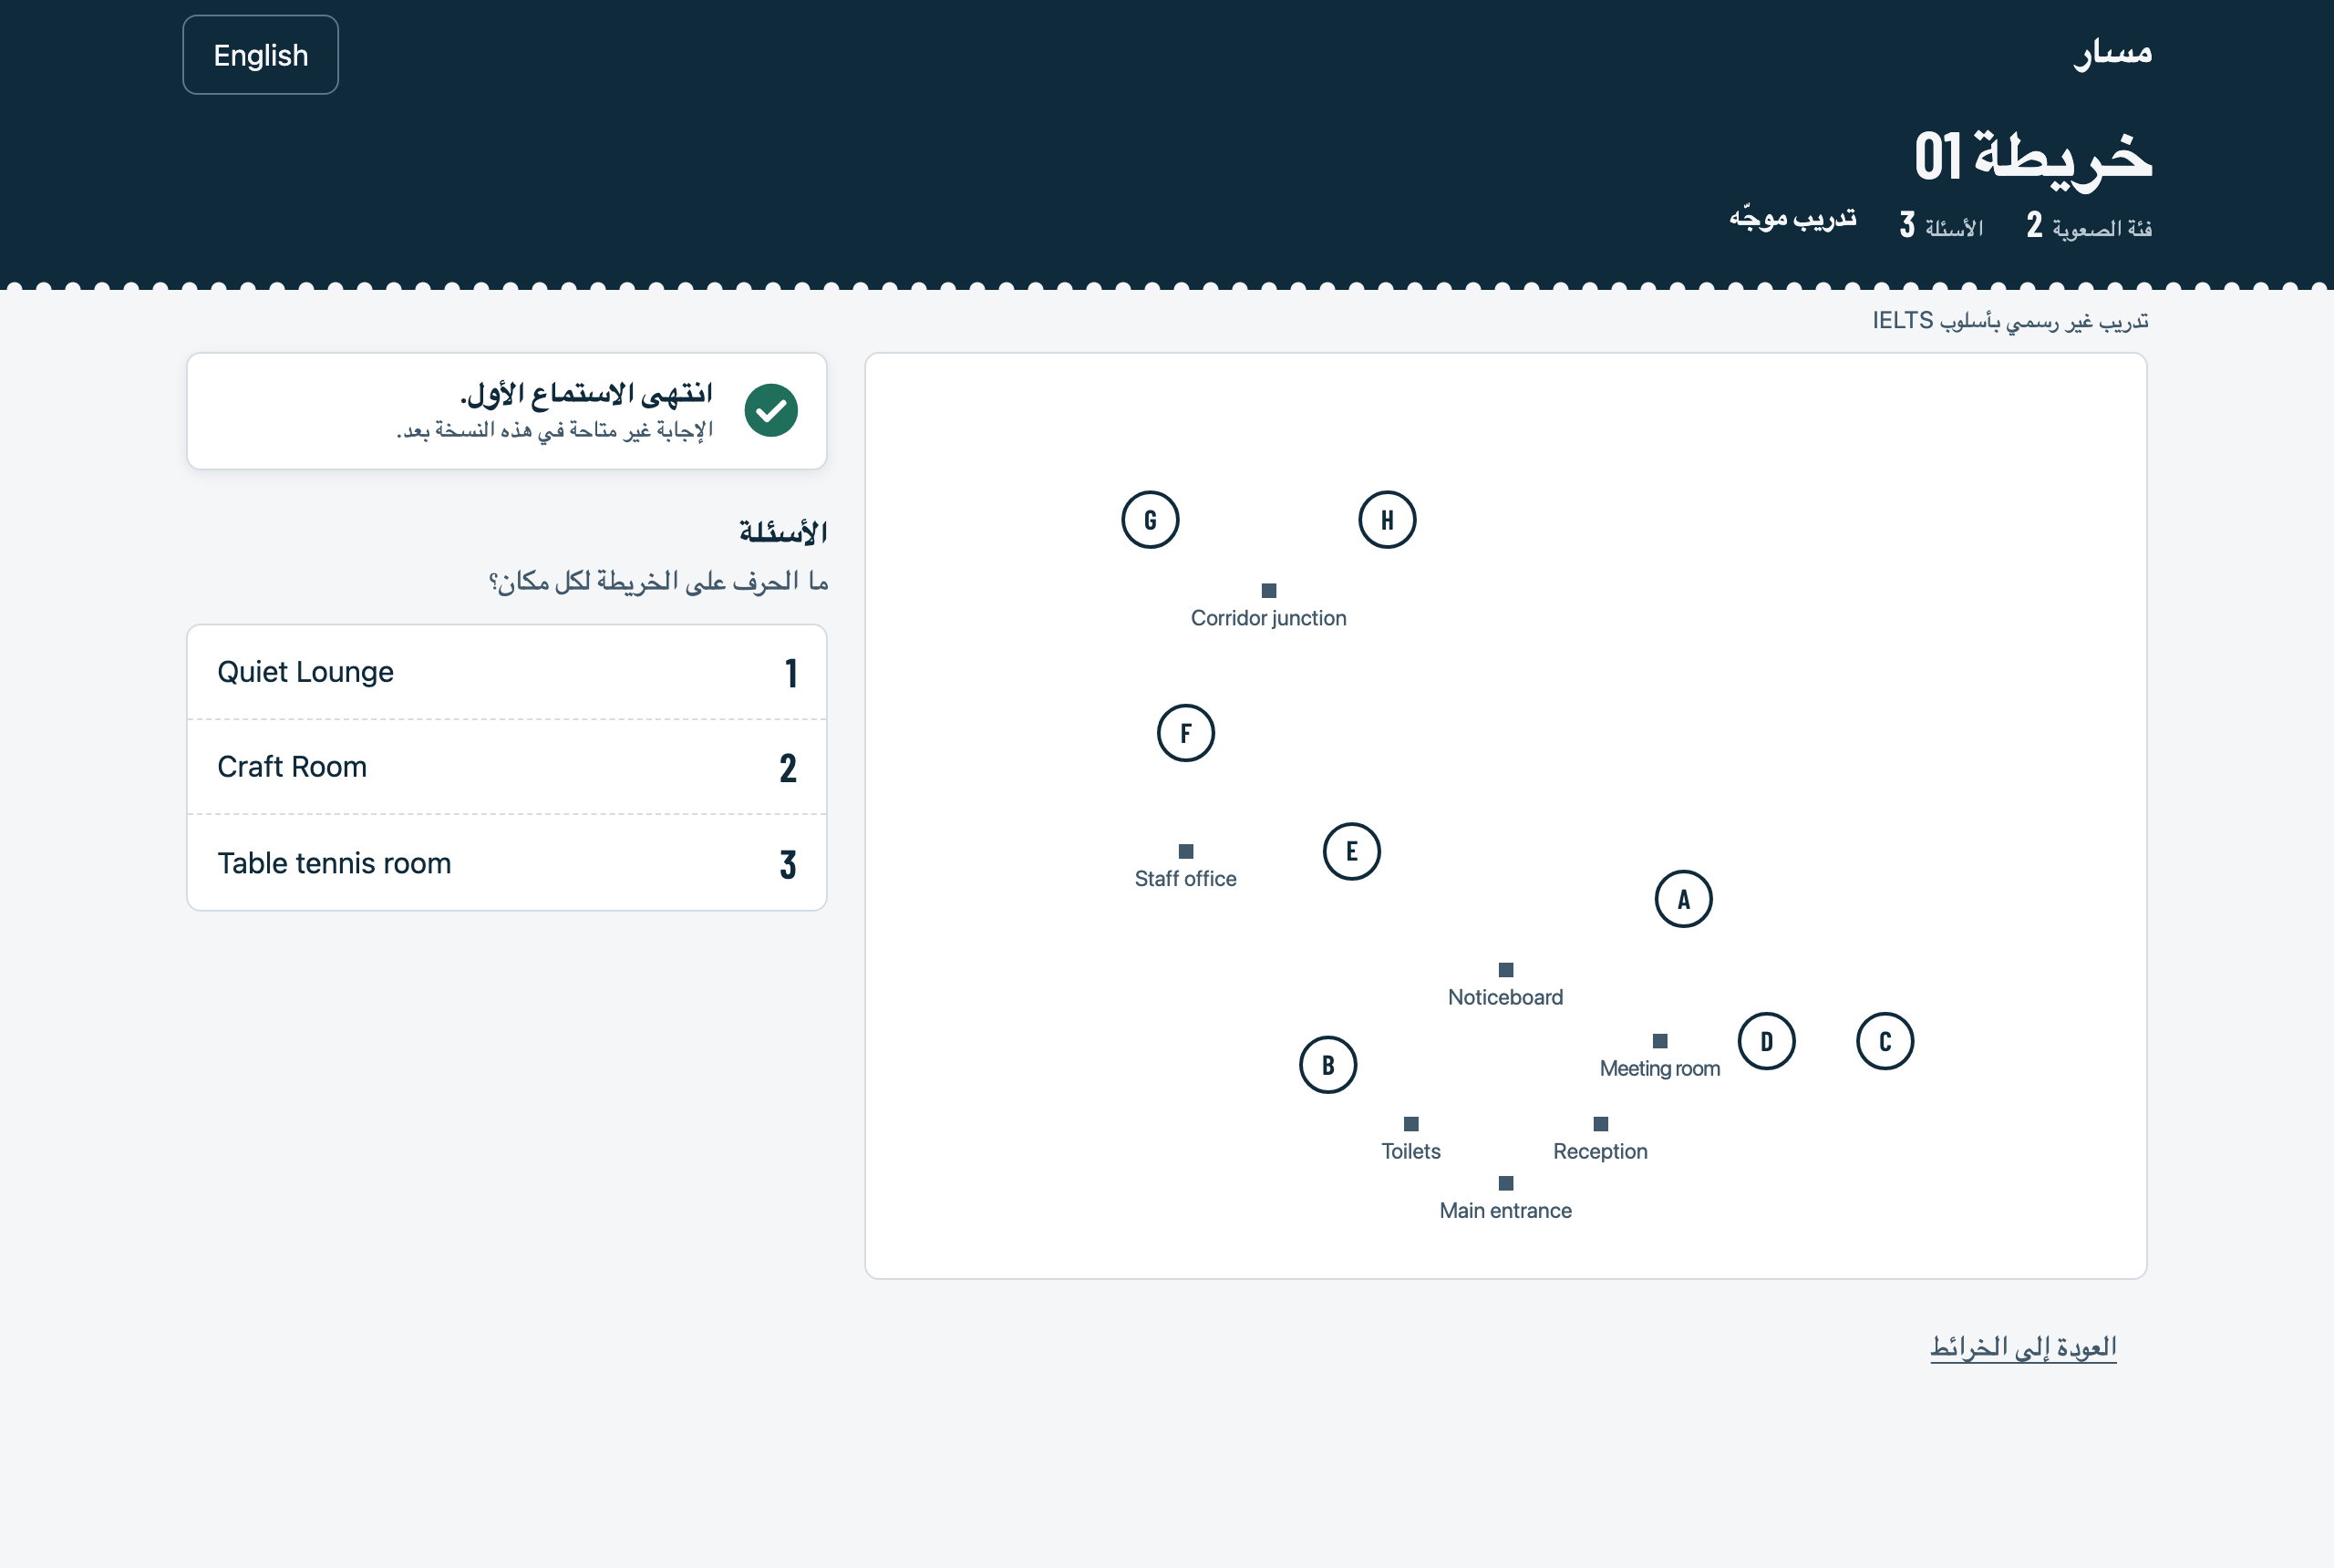 مسار
English
خريطة 01
فئة الصعوبة 2 الأسئلة 3 تدريب موجّه
تدريب غير رسمي بأسلوب IELTS
G
H
Corridor junction
F
E
Staff office
A
Noticeboard
D
C
Meeting room
B
Toilets
Reception
Main entrance
انتهى الاستماع الأول.
الإجابة غير متاحة في هذه النسخة بعد.
الأسئلة
ما الحرف على الخريطة لكل مكان؟
1 Quiet Lounge
2 Craft Room
3 Table tennis room
العودة إلى الخرائط